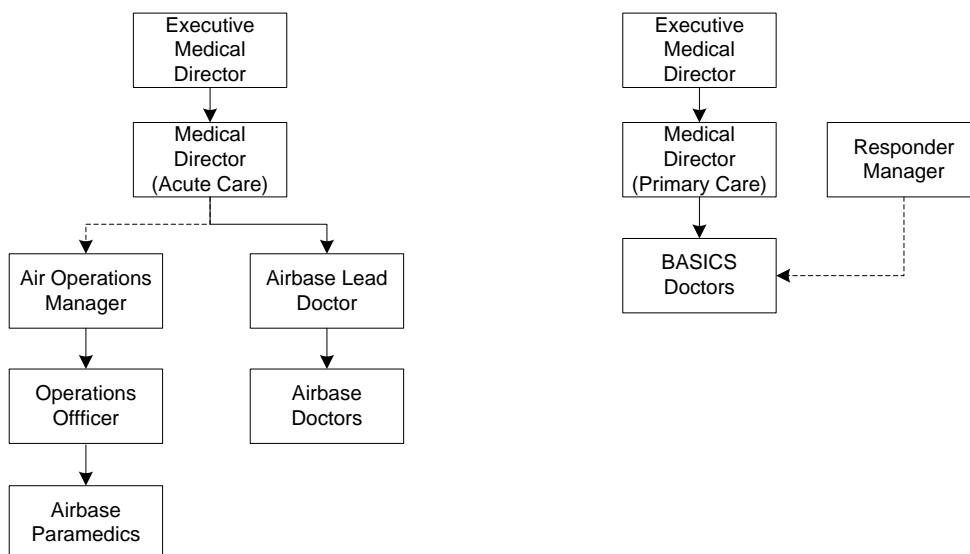 Executive
Medical
Director
Medical
Director
(Acute Care)
Air Operations
Manager
Airbase Lead
Doctor
Operations
Offficer
Airbase
Doctors
Airbase
Paramedics
Executive
Medical
Director
Medical
Director
(Primary Care)
Responder
Manager
BASICS
Doctors